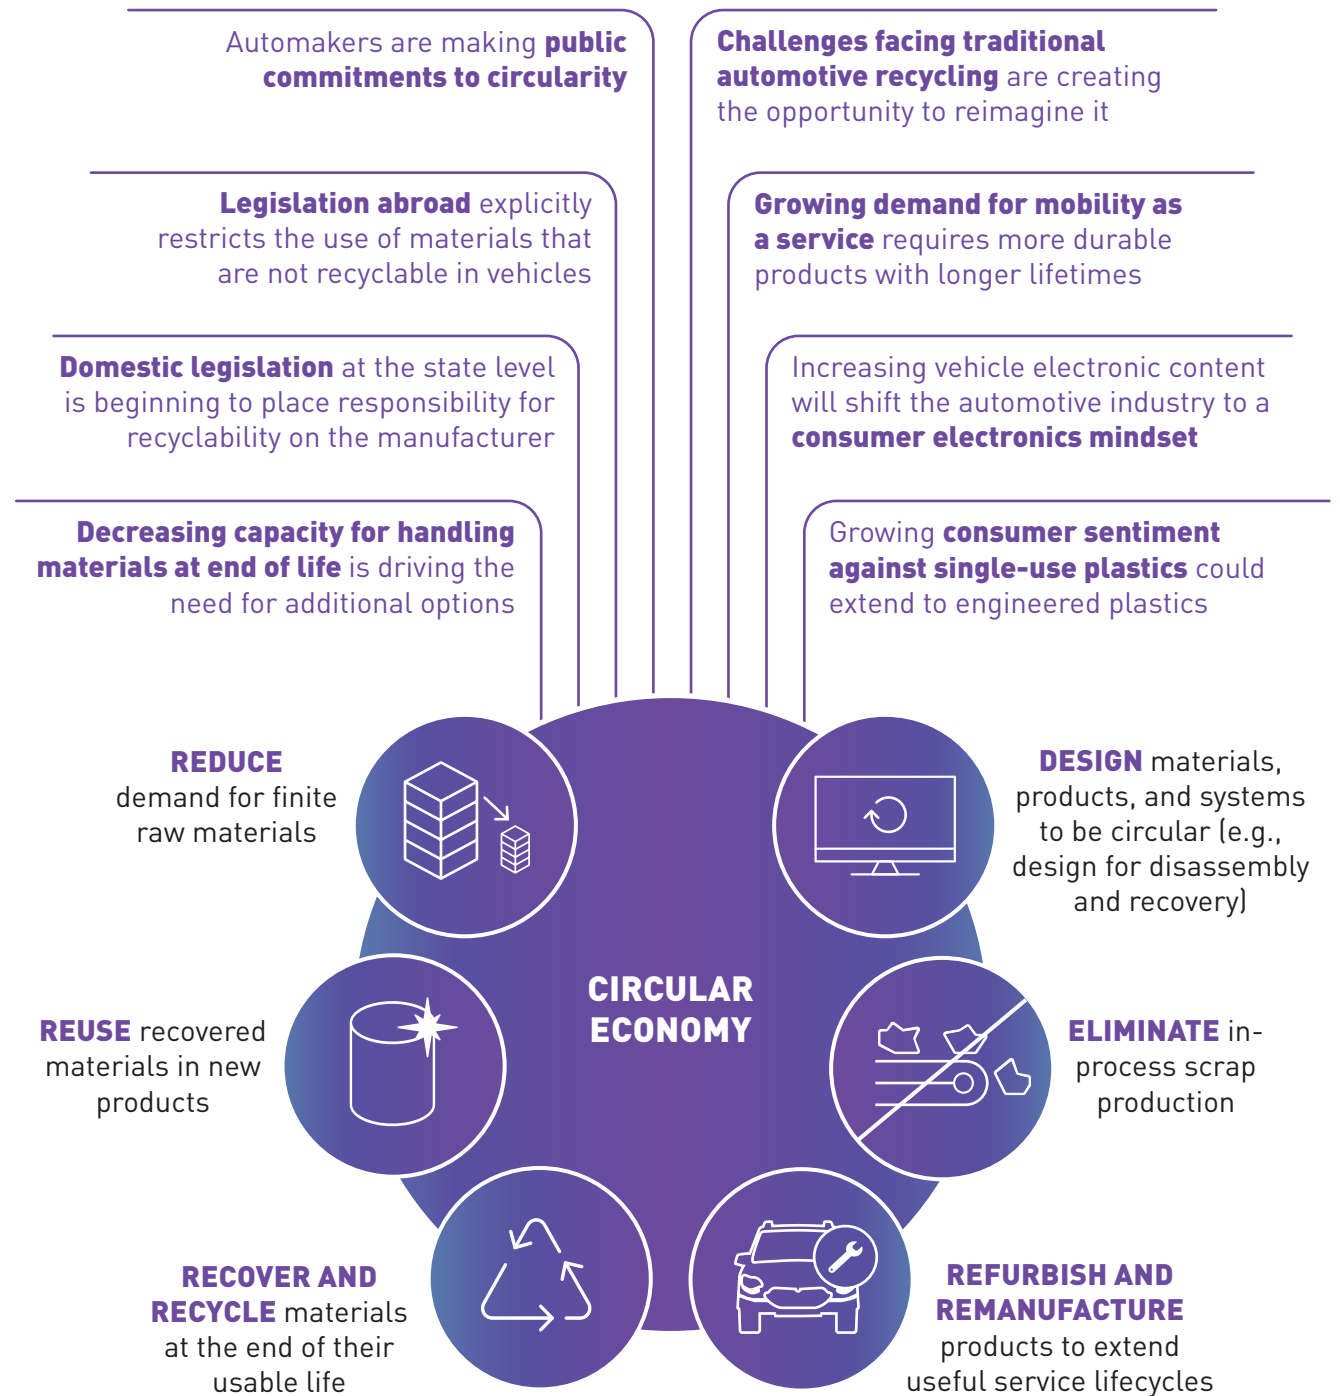 Automakers are making public
commitments to circularity
Challenges facing traditional
automotive recycling are creating
the opportunity to reimagine it
Legislation abroad explicitly
restricts the use of materials that
are not recyclable in vehicles
Growing demand for mobility as
a service requires more durable
products with longer lifetimes
Domestic legislation at the state level
is beginning to place responsibility for
recyclability on the manufacturer
Increasing vehicle electronic content
will shift the automotive industry to a
consumer electronics mindset
Decreasing capacity for handling
materials at end of life is driving the
need for additional options
Growing consumer sentiment
against single-use plastics could
extend to engineered plastics
REDUCE
demand for finite
raw materials
DESIGN materials,
products, and systems
to be circular (e.g.,
design for disassembly
and recovery)
CIRCULAR
ECONOMY
REUSE recovered
materials in new
products
ELIMINATE in-
process scrap
production
RECOVER AND
RECYCLE materials
at the end of their
usable life
REFURBISH AND
REMANUFACTURE
products to extend
useful service lifecycles